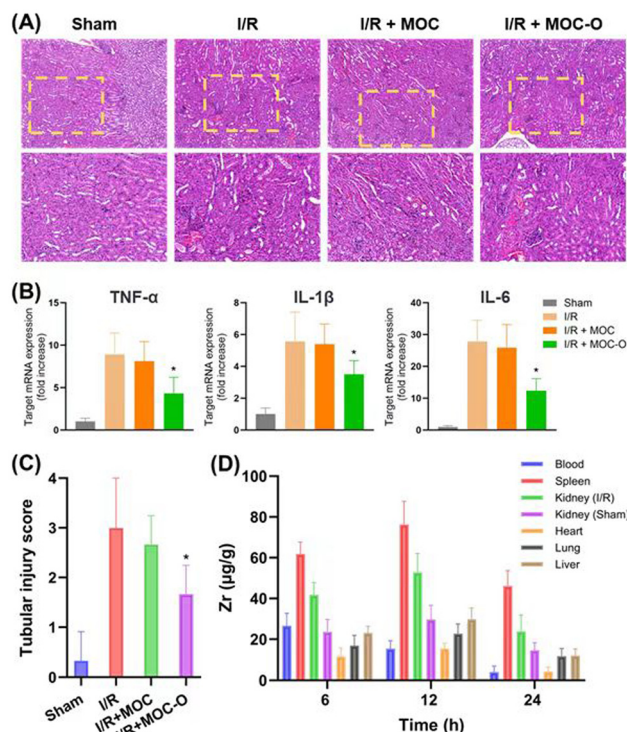 (A)
Sham I/R I/R + MOC I/R + MOC-O
(B)
TNF-α IL-1β IL-6
Sham
I/R
I/R + MOC
I/R + MOC-O
Target mRNA expression
(fold increase)
15
10
5
0
*
Target mRNA expression
(fold increase)
8
6
4
2
0
*
Target mRNA expression
(fold increase)
40
30
20
10
0
*
(C)
Tubular injury score
4
3
2
1
0
*
Sham
I/R
I/R+MOC
I/R+MOC-O
(D)
Zr (μg/g)
100
80
60
40
20
0
Blood
Spleen
Kidney (I/R)
Kidney (Sham)
Heart
Lung
Liver
6 12 24
Time (h)